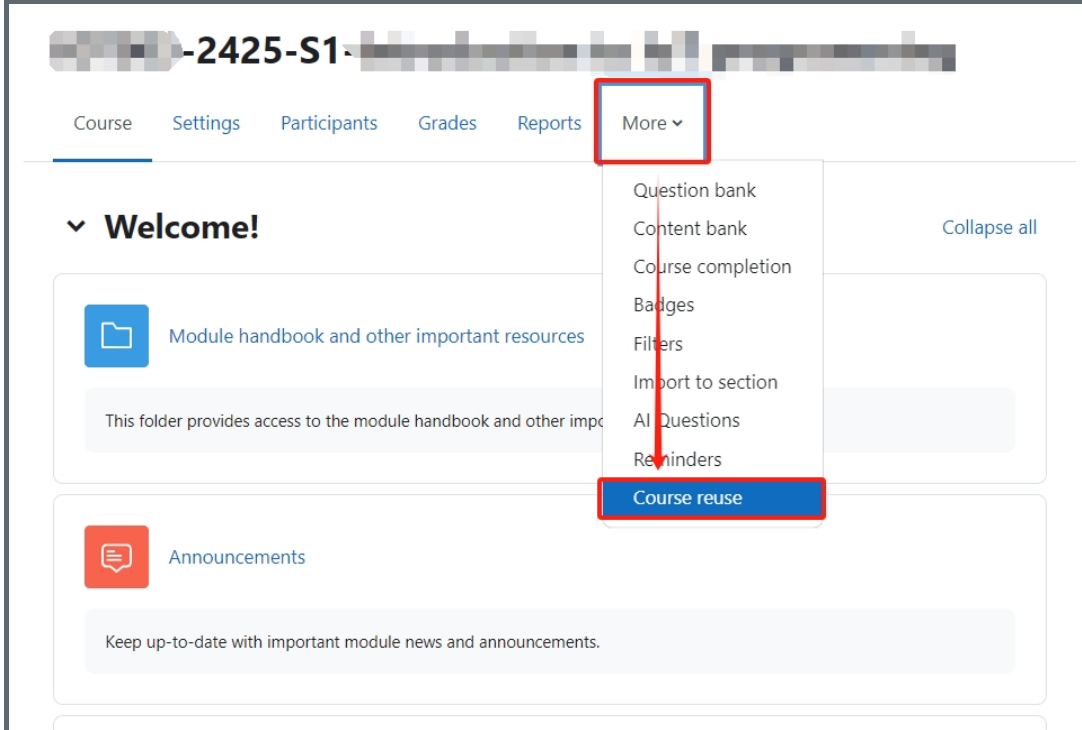 -2425-S1-
Course Settings Participants Grades Reports More
Question bank
Content bank
Course completion
Badges
Filters
Import to section
AI Questions
Reminders
Course reuse
Welcome!
Collapse all
Module handbook and other important resources
This folder provides access to the module handbook and other
Announcements
Keep up-to-date with important module news and announcements.